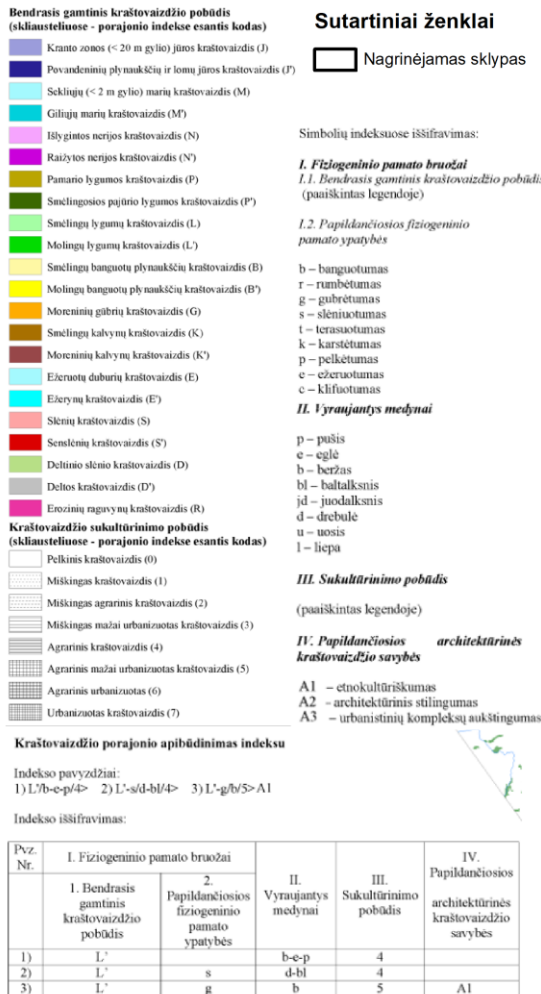 Bendrasis gamtinis kraštovaizdžio pobūdis
(skliausteliuose - porajonio indekse esantis kodas)
Kranto zonos (< 20 m gylio) jūros kraštovaizdis (J)
Povandeninių plynaukščių ir lomų jūros kraštovaizdis (J')
Sekliųjų (< 2 m gylio) marių kraštovaizdis (M)
Giliųjų marių kraštovaizdis (M')
Išlygintos nerijos kraštovaizdis (N)
Raižytos nerijos kraštovaizdis (N')
Pamario lygumos kraštovaizdis (P)
Smėlingosios pajūrio lygumos kraštovaizdis (P')
Smėlingų lygumų kraštovaizdis (L)
Molingų lygumų kraštovaizdis (L')
Smėlingų banguotų plynaukščių kraštovaizdis (B)
Molingų banguotų plynaukščių kraštovaizdis (B')
Moreninių gūbrių kraštovaizdis (G)
Smėlingų kalvynų kraštovaizdis (K)
Moreninių kalvynų kraštovaizdis (K')
Ežeruotų duburių kraštovaizdis (E)
Ežerynų kraštovaizdis (E')
Slėnių kraštovaizdis (S)
Senslėnių kraštovaizdis (S')
Deltinio slėnio kraštovaizdis (D)
Deltos kraštovaizdis (D')
Erozinių raguvynų kraštovaizdis (R)
Kraštovaizdžio sukultūrinimo pobūdis
(skliausteliuose - porajonio indekse esantis kodas)
Pelkinis kraštovaizdis (0)
Miškingas kraštovaizdis (1)
Miškingas agrarinis kraštovaizdis (2)
Miškingas mažai urbanizuotas kraštovaizdis (3)
Agrarinis kraštovaizdis (4)
Agrarinis mažai urbanizuotas kraštovaizdis (5)
Agrarinis urbanizuotas (6)
Urbanizuotas kraštovaizdis (7)
Sutartiniai ženklai
Nagrinėjamas sklypas
Simbolių indeksuose iššifravimas:
I. Fiziogeninio pamato bruožai
I.1. Bendrasis gamtinis kraštovaizdžio pobūdis
(paaiškintas legendoje)
I.2. Papildančiosios fiziogeninio
pamato ypatybės
b – banguotumas
r – rumbėtumas
g – gubrėtumas
s – slėniuotumas
t – terasuotumas
k – karstėtumas
p – pelkėtumas
e – ežeruotumas
c – klifuotumas
II. Vyraujantys medynai
p – pušis
e – eglė
b – beržas
bl – baltalksnis
jd – juodalksnis
d – drebulė
u – uosis
l – liepa
III. Sukultūrinimo pobūdis
(paaiškintas legendoje)
IV. Papildančiosios architektūrinės
kraštovaizdžio savybės
A1 – etnokultūriškumas
A2 – architektūrinis stilingumas
A3 – urbanistinių kompleksų aukštingumas
Kraštovaizdžio porajonio apibūdinimas indeksu
Indekso pavyzdžiai:
1) L'/b-e-p/4> 2) L'-s/d-bl/4> 3) L'-g/b/5> A1
Indekso iššifravimas:
Pvz. Nr.
I. Fiziogeninio pamato bruožai
1. Bendrasis gamtinis kraštovaizdžio pobūdis
2. Papildančiosios fiziogeninio pamato ypatybės
II. Vyraujantys medynai
III. Sukultūrinimo pobūdis
IV. Papildančiosios architektūrinės kraštovaizdžio savybės
1) L' b-e-p 4
2) L' s d-bl 4
3) L' g b 5 A1